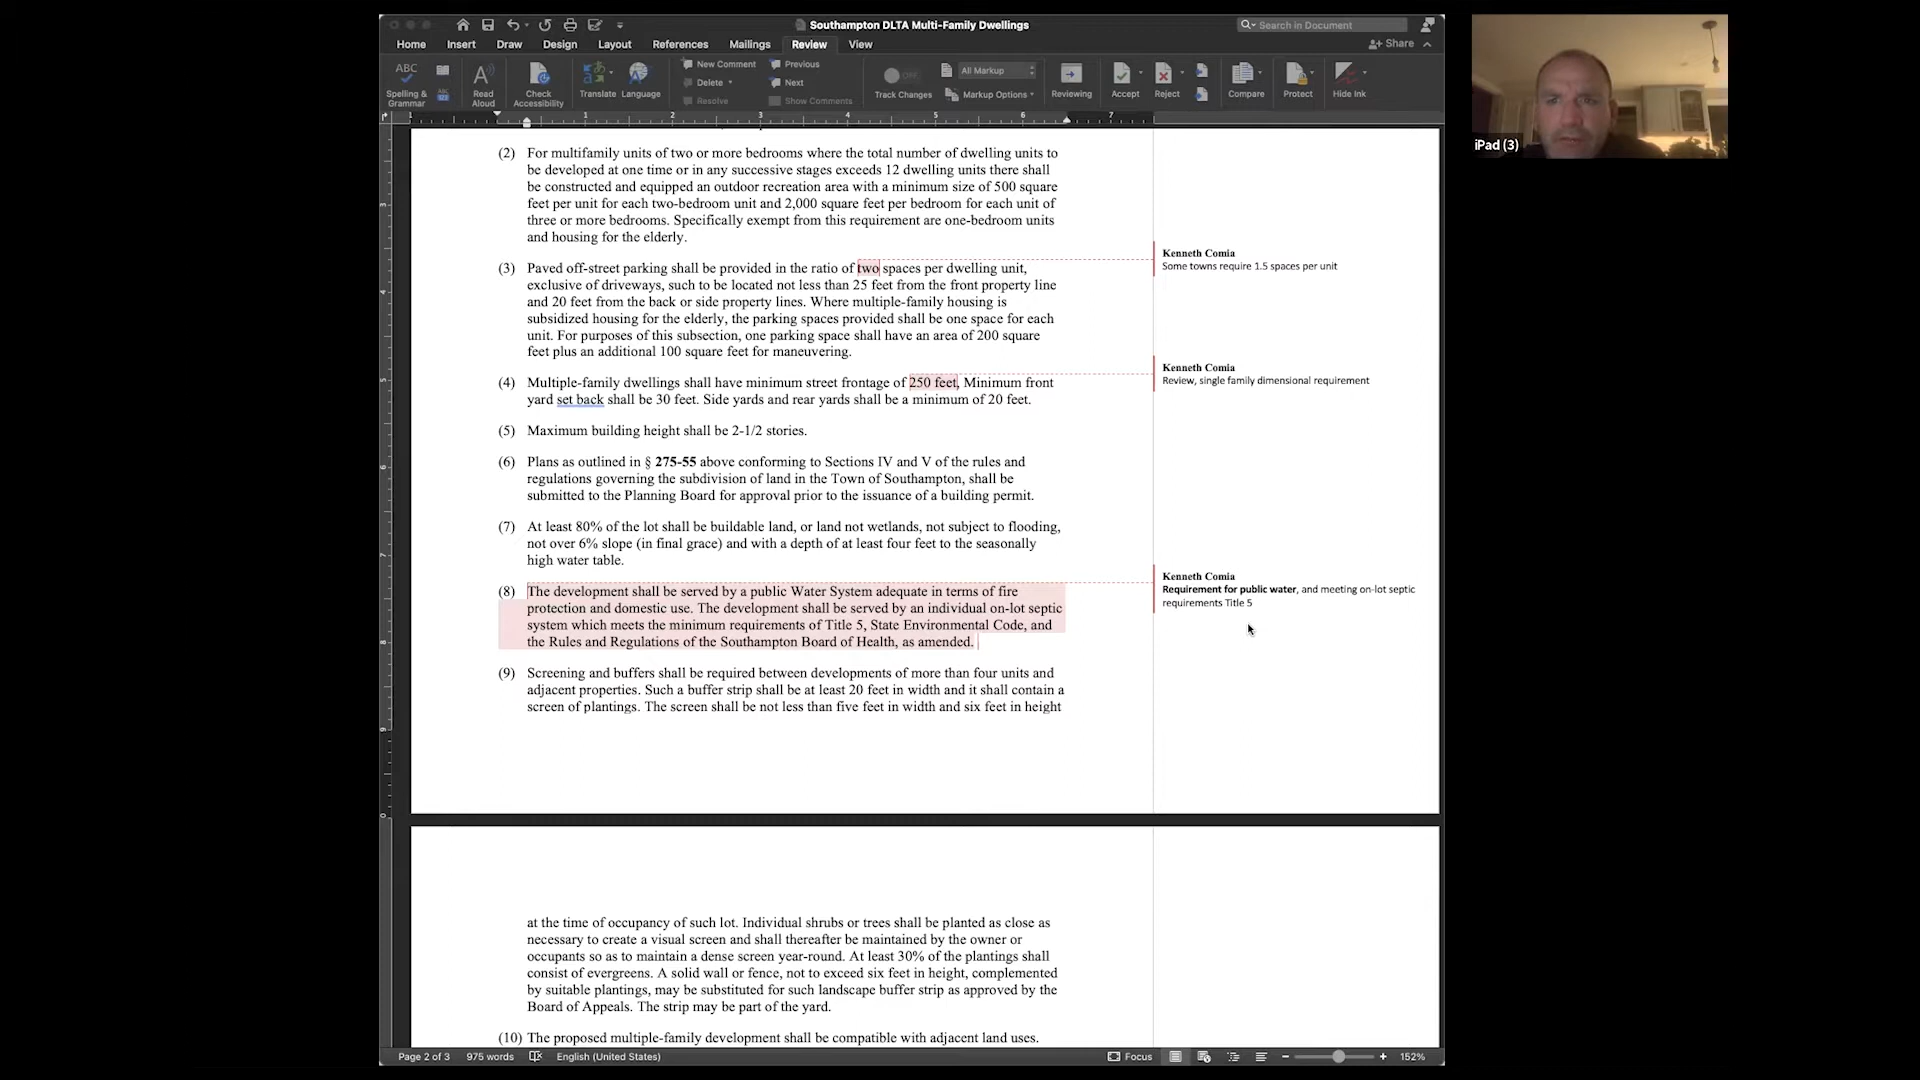 Southampton DLTA Multi-Family Dwellings
Search in Document
Home Insert Draw Design Layout References Mailings Review View
Share
ABC
Spelling & Grammar
Read Aloud
Check Accessibility
Translate
Language
New Comment
Delete
Resolve
Previous
Next
Show Comments
OFF
Track Changes
All Markup
Markup Options
Reviewing
Accept
Reject
Compare
Protect
Hide Ink
1 1 2 3 4 5 6 7
(2) For multifamily units of two or more bedrooms where the total number of dwelling units to
be developed at one time or in any successive stages exceeds 12 dwelling units there shall
be constructed and equipped an outdoor recreation area with a minimum size of 500 square
feet per unit for each two-bedroom unit and 2,000 square feet per bedroom for each unit of
three or more bedrooms. Specifically exempt from this requirement are one-bedroom units
and housing for the elderly.
(3) Paved off-street parking shall be provided in the ratio of two spaces per dwelling unit,
exclusive of driveways, such to be located not less than 25 feet from the front property line
and 20 feet from the back or side property lines. Where multiple-family housing is
subsidized housing for the elderly, the parking spaces provided shall be one space for each
unit. For purposes of this subsection, one parking space shall have an area of 200 square
feet plus an additional 100 square feet for maneuvering.
(4) Multiple-family dwellings shall have minimum street frontage of 250 feet, Minimum front
yard set back shall be 30 feet. Side yards and rear yards shall be a minimum of 20 feet.
(5) Maximum building height shall be 2-1/2 stories.
(6) Plans as outlined in § 275-55 above conforming to Sections IV and V of the rules and
regulations governing the subdivision of land in the Town of Southampton, shall be
submitted to the Planning Board for approval prior to the issuance of a building permit.
(7) At least 80% of the lot shall be buildable land, or land not wetlands, not subject to flooding,
not over 6% slope (in final grace) and with a depth of at least four feet to the seasonally
high water table.
(8) The development shall be served by a public Water System adequate in terms of fire
protection and domestic use. The development shall be served by an individual on-lot septic
system which meets the minimum requirements of Title 5, State Environmental Code, and
the Rules and Regulations of the Southampton Board of Health, as amended.
(9) Screening and buffers shall be required between developments of more than four units and
adjacent properties. Such a buffer strip shall be at least 20 feet in width and it shall contain a
screen of plantings. The screen shall be not less than five feet in width and six feet in height
at the time of occupancy of such lot. Individual shrubs or trees shall be planted as close as
necessary to create a visual screen and shall thereafter be maintained by the owner or
occupants so as to maintain a dense screen year-round. At least 30% of the plantings shall
consist of evergreens. A solid wall or fence, not to exceed six feet in height, complemented
by suitable plantings, may be substituted for such landscape buffer strip as approved by the
Board of Appeals. The strip may be part of the yard.
(10) The proposed multiple-family development shall be compatible with adjacent land uses.
Kenneth Comia
Some towns require 1.5 spaces per unit
Kenneth Comia
Review, single family dimensional requirement
Kenneth Comia
Requirement for public water, and meeting on-lot septic
requirements Title 5
Page 2 of 3 975 words English (United States) Focus 152%
iPad (3)